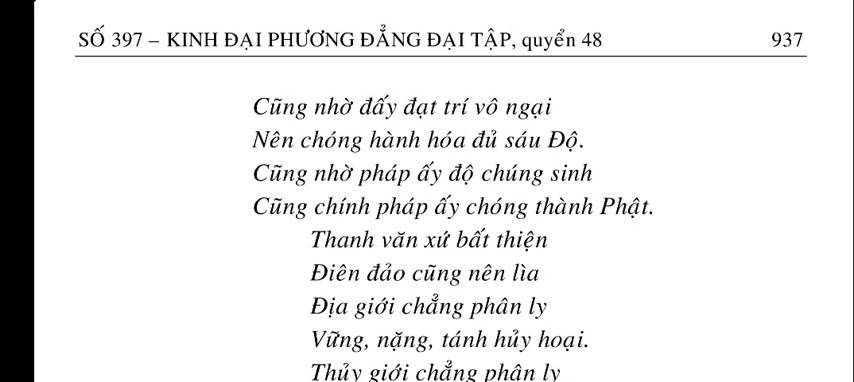 SỐ 397 – KINH ĐẠI PHƯƠNG ĐẲNG ĐẠI TẬP, quyển 48 937
Cũng nhờ đấy đạt trí vô ngại
Nên chóng hành hóa đủ sáu Độ.
Cũng nhờ pháp ấy độ chúng sinh
Cũng chính pháp ấy chóng thành Phật.
Thanh văn xứ bất thiện
Điên đảo cũng nên lìa
Địa giới chẳng phân ly
Vững, nặng, tánh hủy hoại.
Thủy giới chẳng phân ly